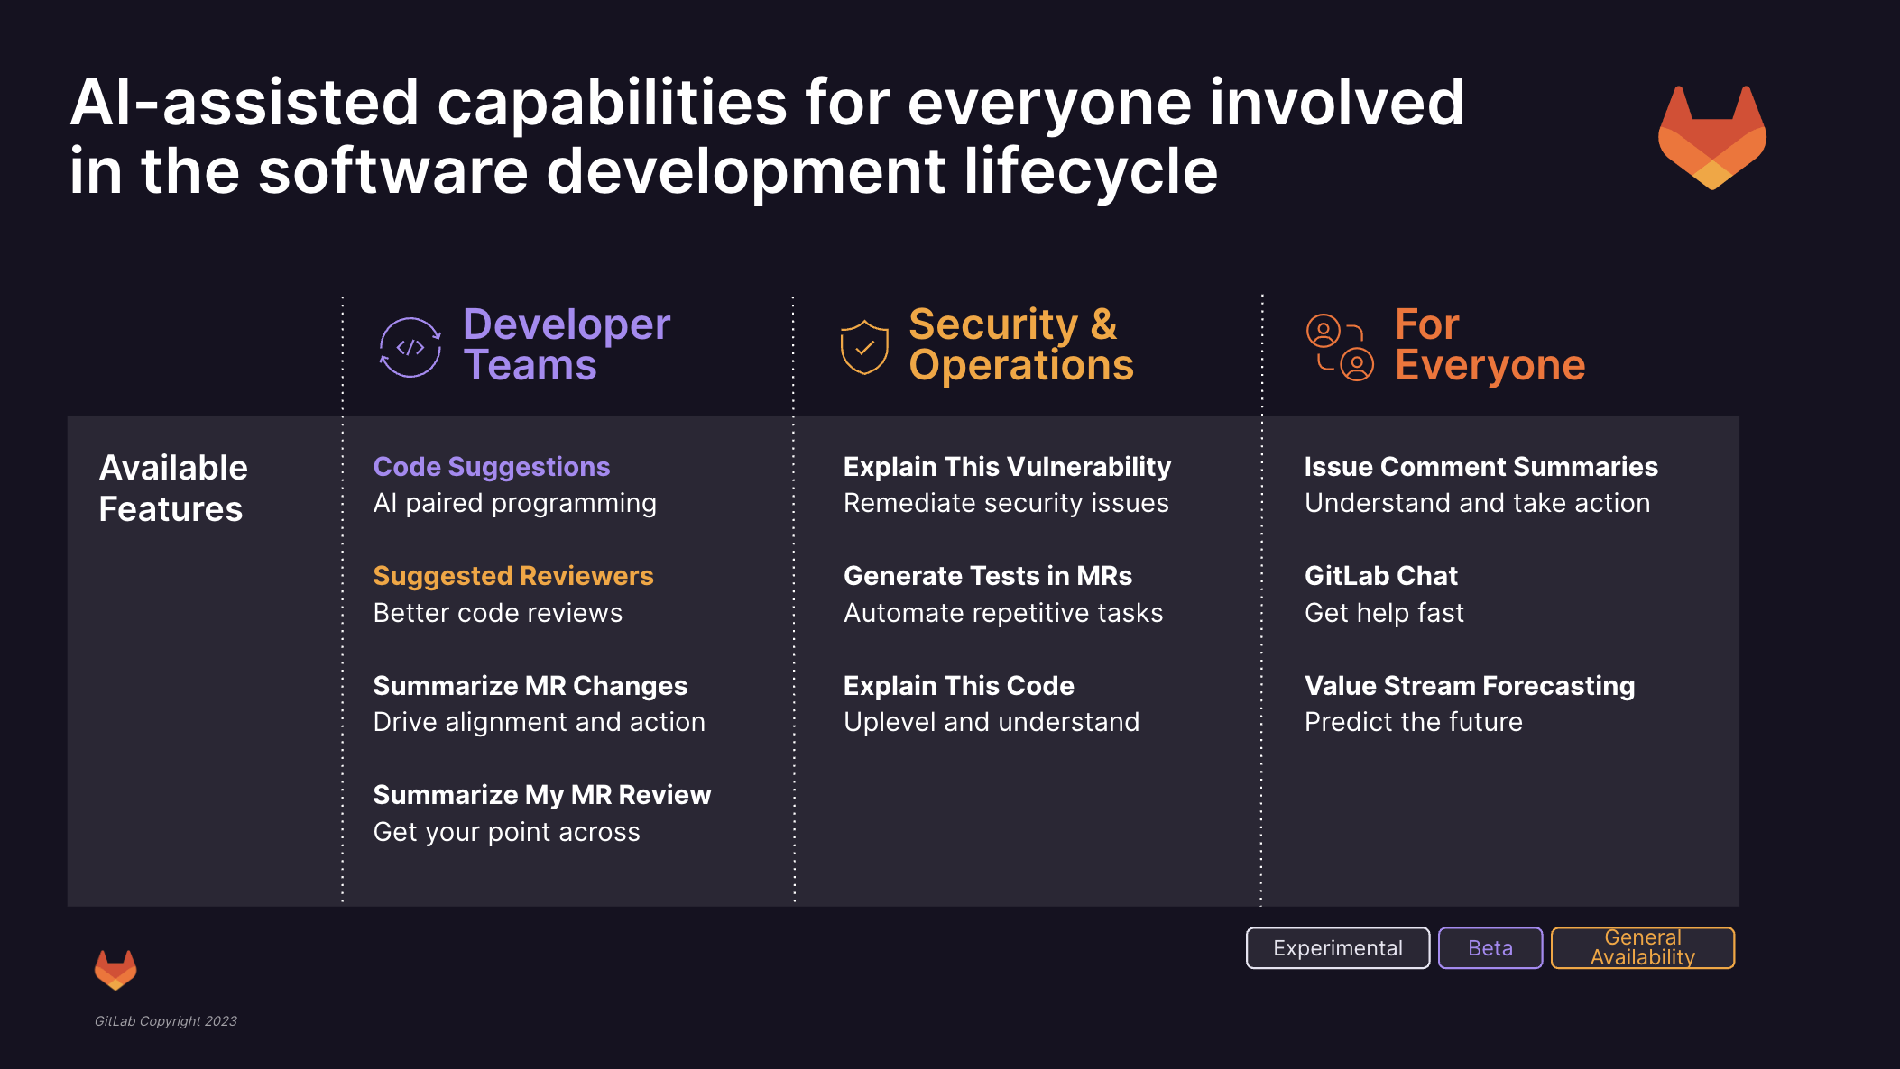 AI-assisted capabilities for everyone involved
in the software development lifecycle
Developer
Teams
Security &
Operations
For
Everyone
Available
Features
Code Suggestions
AI paired programming
Suggested Reviewers
Better code reviews
Summarize MR Changes
Drive alignment and action
Summarize My MR Review
Get your point across
Explain This Vulnerability
Remediate security issues
Generate Tests in MRs
Automate repetitive tasks
Explain This Code
Uplevel and understand
Issue Comment Summaries
Understand and take action
GitLab Chat
Get help fast
Value Stream Forecasting
Predict the future
Experimental
Beta
General
Availability
GitLab Copyright 2023